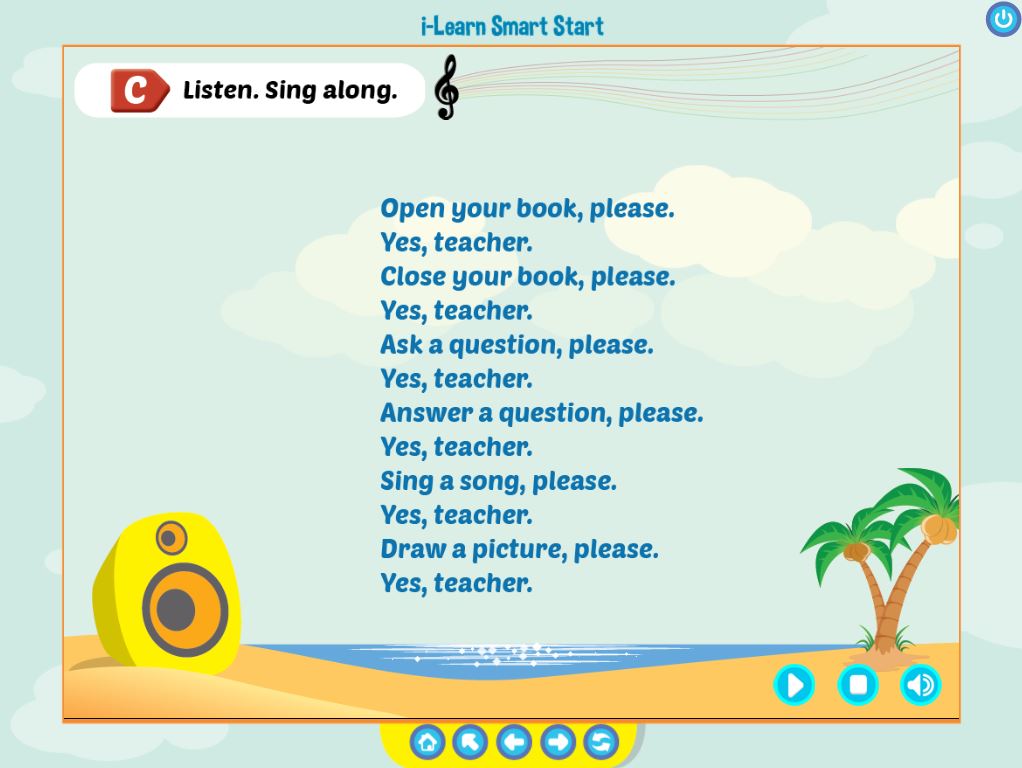 i-Learn Smart Start
C Listen. Sing along.
Open your book, please.
Yes, teacher.
Close your book, please.
Yes, teacher.
Ask a question, please.
Yes, teacher.
Answer a question, please.
Yes, teacher.
Sing a song, please.
Yes, teacher.
Draw a picture, please.
Yes, teacher.